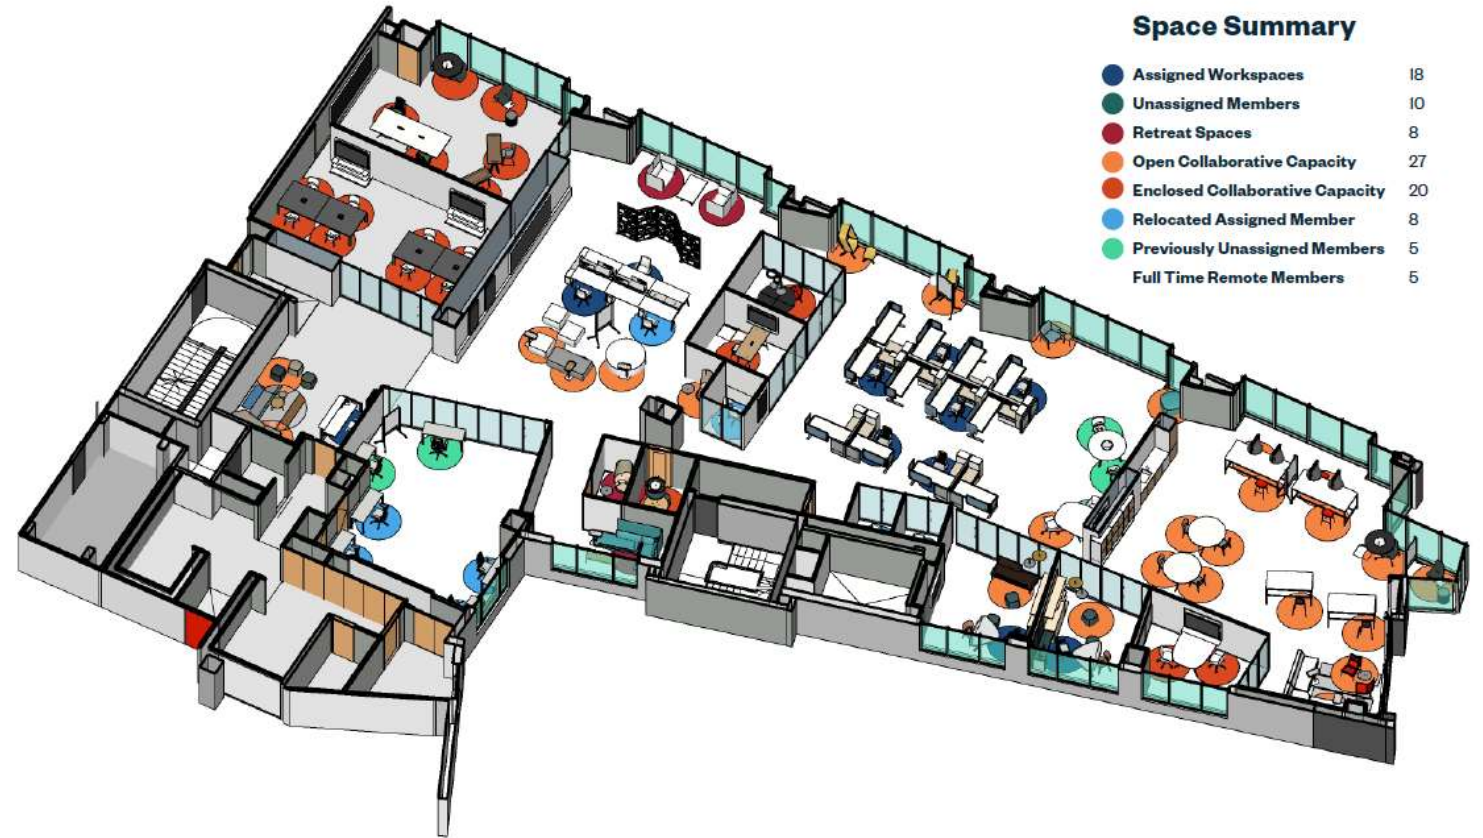 Space Summary
Assigned Workspaces 18
Unassigned Members 10
Retreat Spaces 8
Open Collaborative Capacity 27
Enclosed Collaborative Capacity 20
Relocated Assigned Member 8
Previously Unassigned Members 5
Full Time Remote Members 5